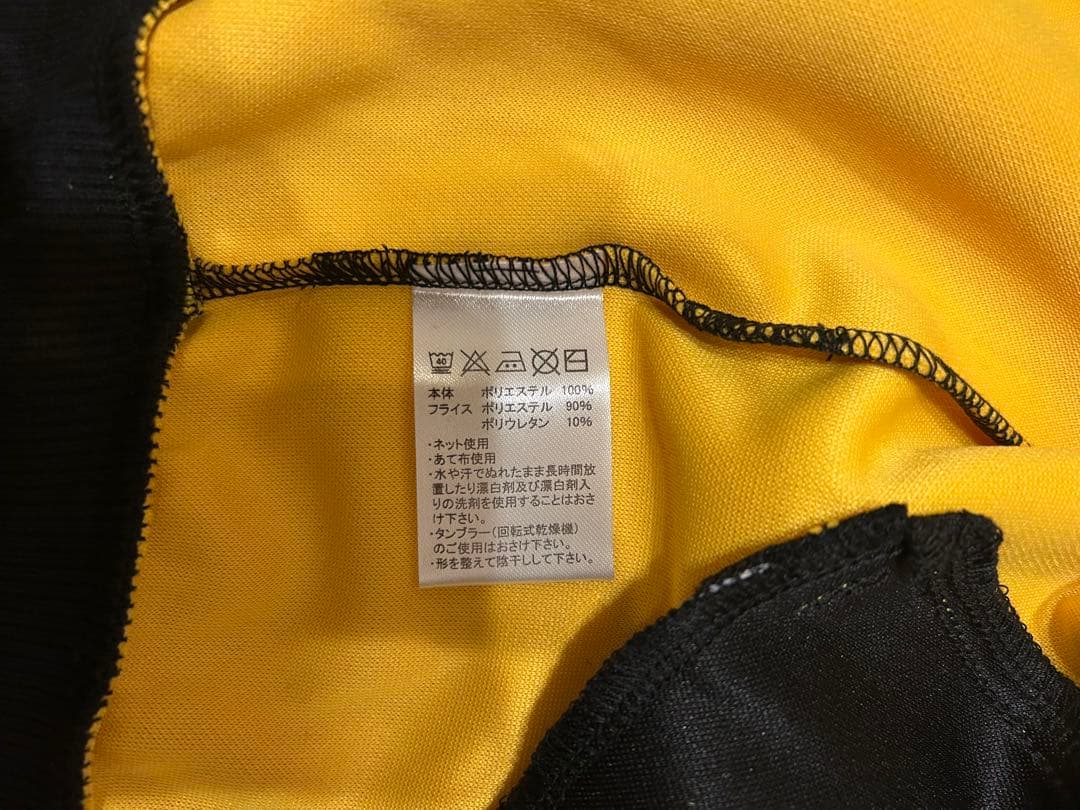 40
本体 ポリエステル 100%
フライス ポリエステル 90%
ポリウレタン 10%
・ネット使用
・あて布使用
・水や汗でぬれたまま長時間放
置したり漂白剤及び漂白剤入
りの洗剤を使用することはおさ
け下さい。
・タンブラー(回転式乾燥機)
のご使用はおさけ下さい。
・形を整えて陰干しして下さい。